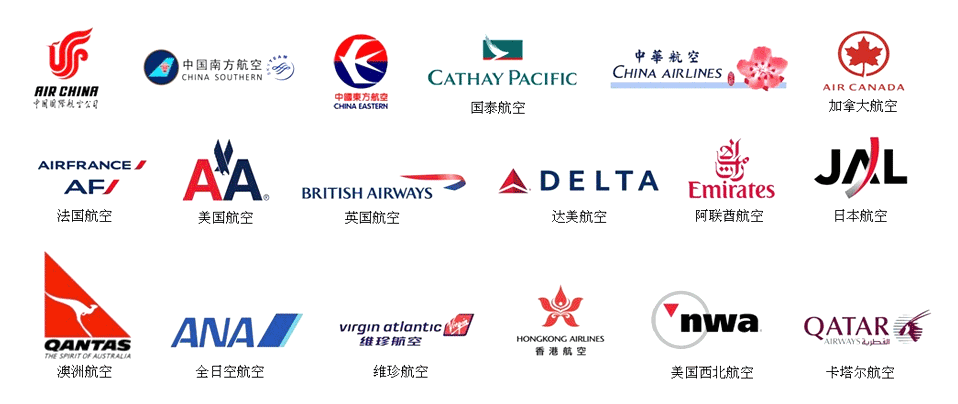 AIR CHINA
中国国际航空公司
中国南方航空
CHINA SOUTHERN
SKYTEAM
中國東方航空
CHINA EASTERN
CATHAY PACIFIC
国泰航空
中華航空
CHINA AIRLINES
AIR CANADA
加拿大航空
AIRFRANCE
AF
法国航空
AA
美国航空
BRITISH AIRWAYS
英国航空
DELTA
达美航空
Emirates
阿联酋航空
JAL
日本航空
QANTAS
THE SPIRIT OF AUSTRALIA
澳洲航空
ANA
全日空航空
virgin atlantic
virgin
维珍航空
维珍航空
HONGKONG AIRLINES
香港航空
nwa
美国西北航空
QATAR
AIRWAYS القطرية
卡塔尔航空